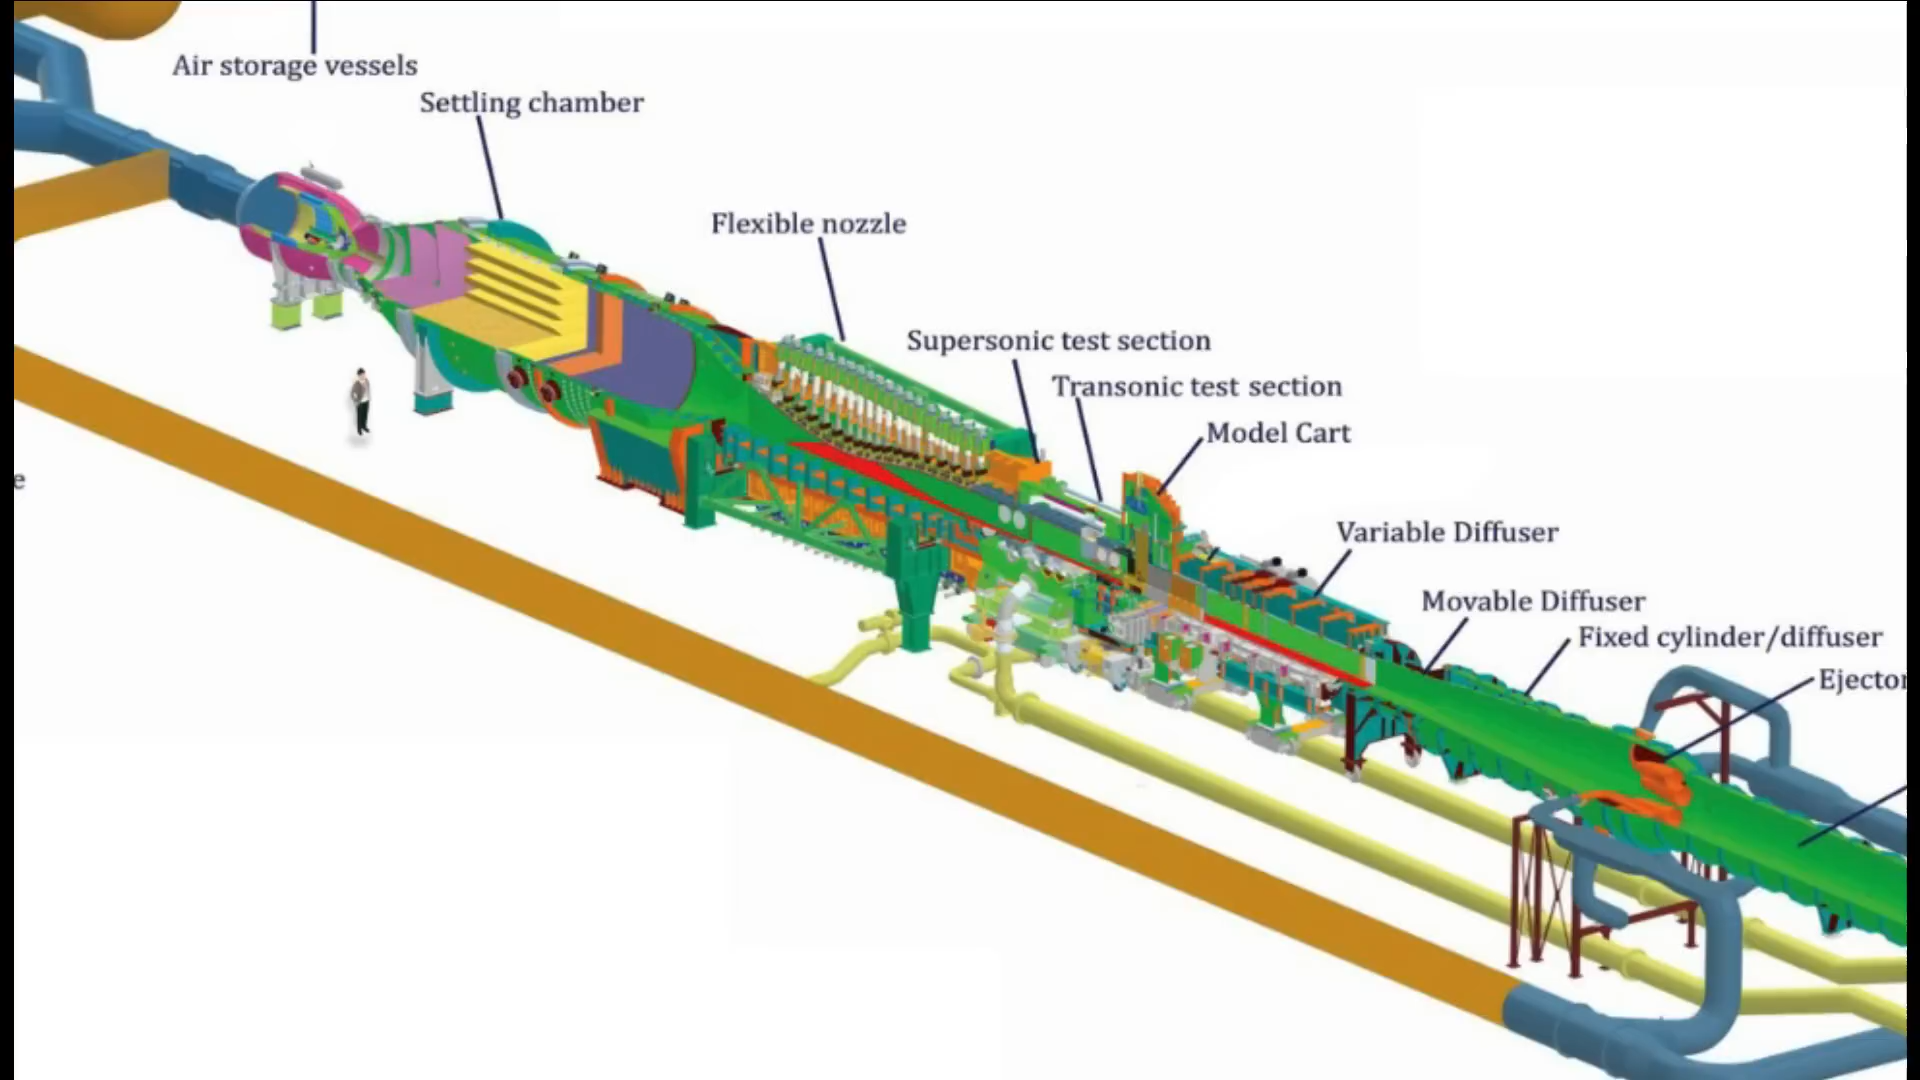 Air storage vessels
Settling chamber
Flexible nozzle
Supersonic test section
Transonic test section
Model Cart
e
Variable Diffuser
Movable Diffuser
Fixed cylinder/diffuser
Ejector